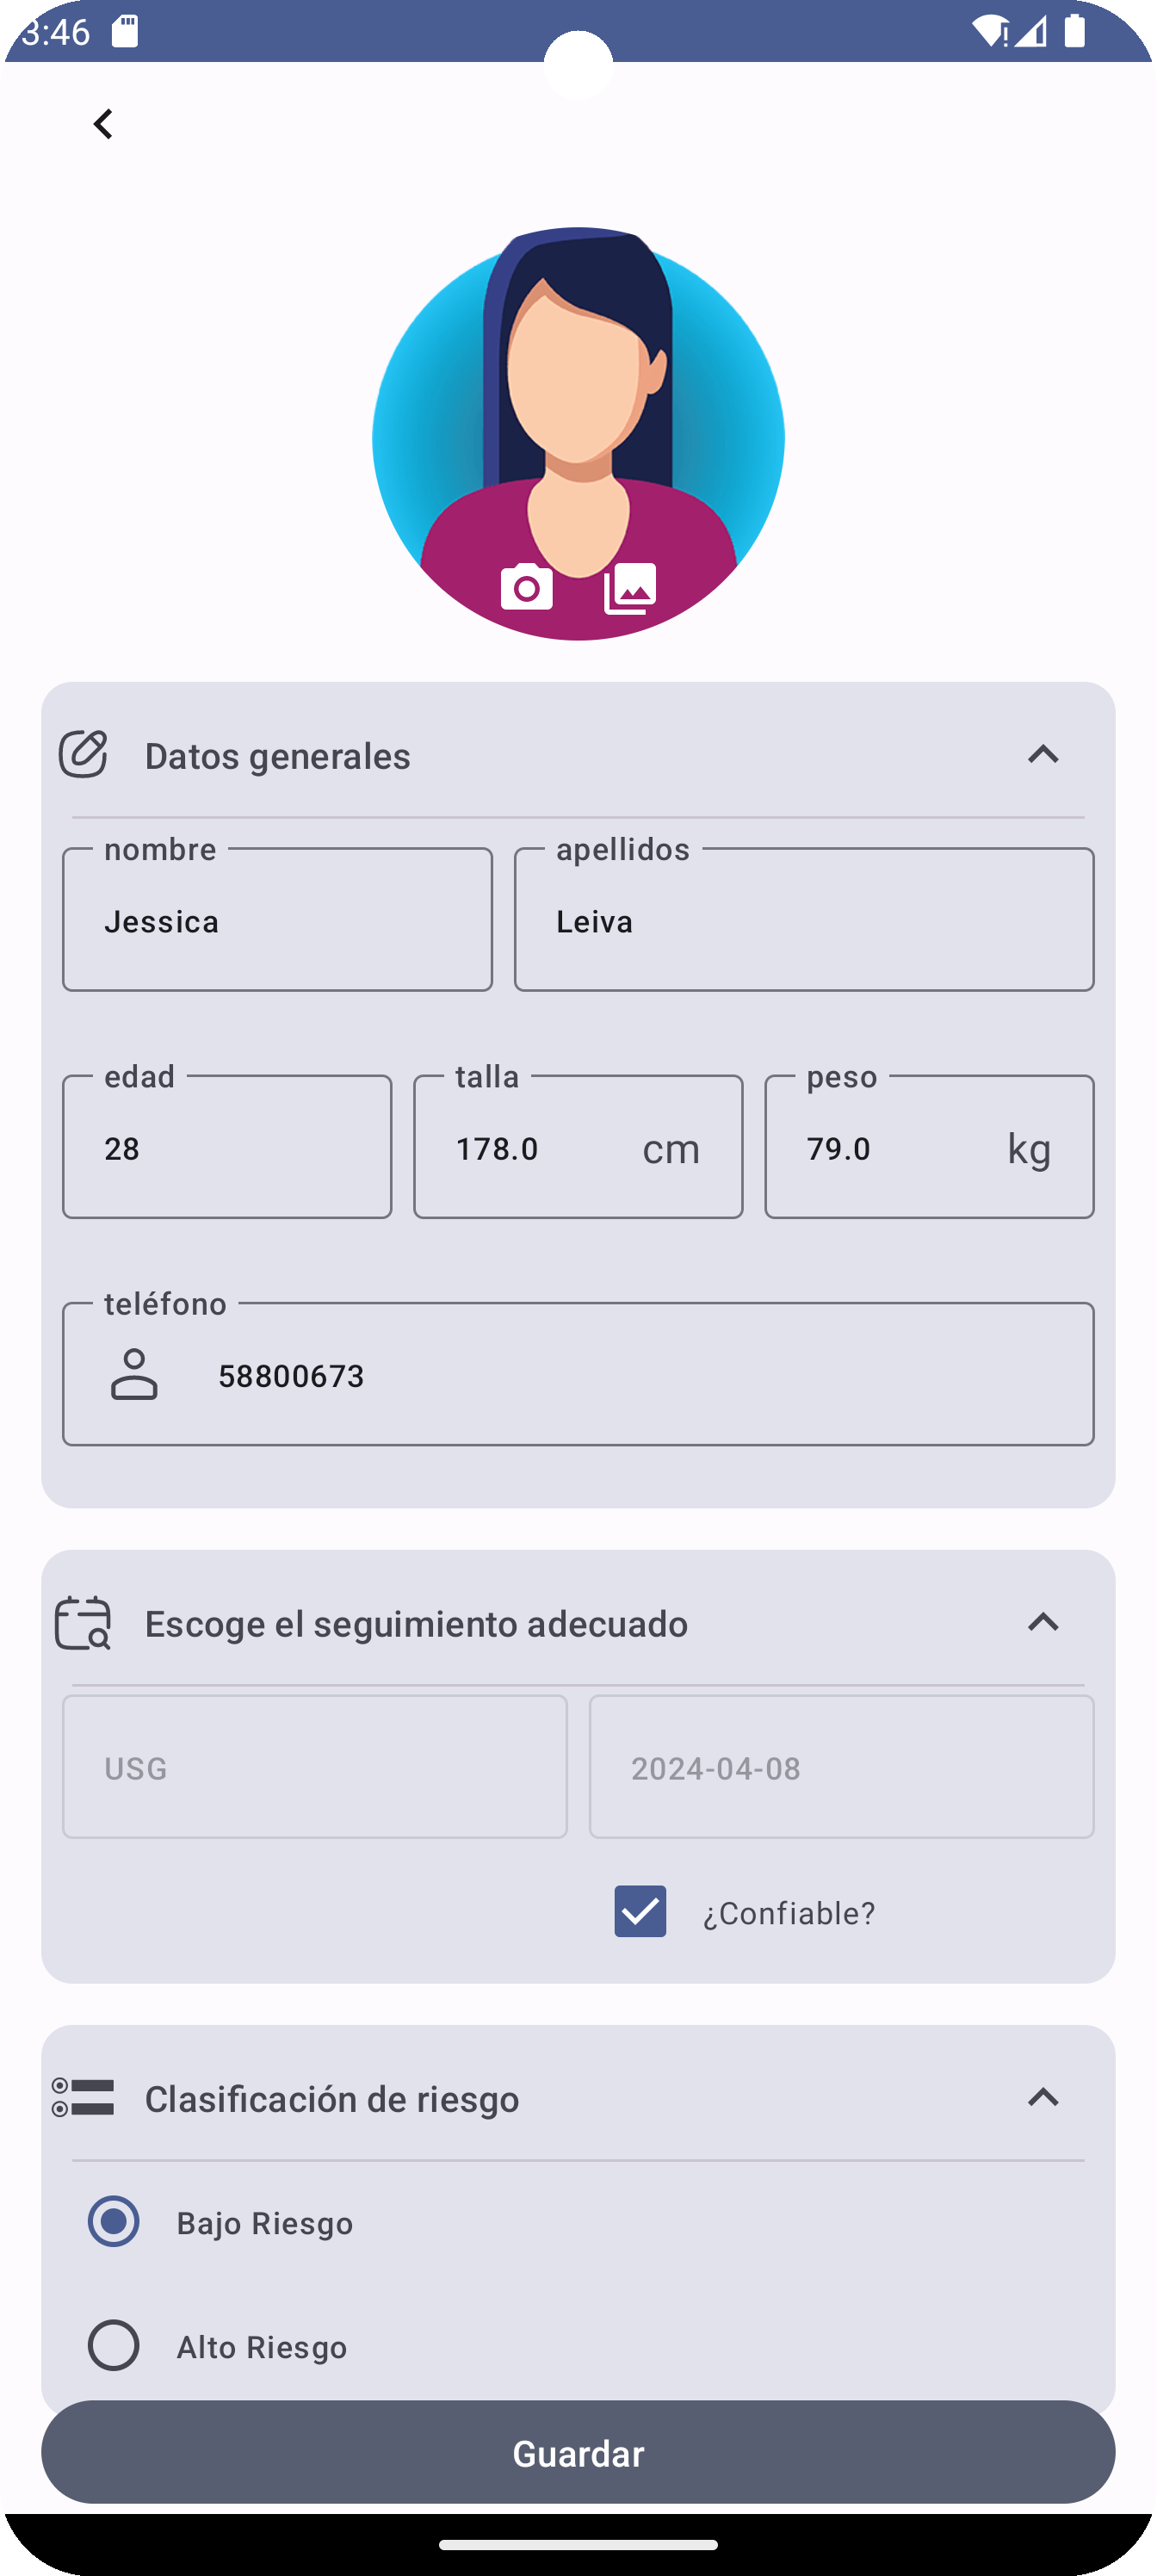 3:46
Datos generales
nombre
apellidos
Jessica
Leiva
edad
talla
peso
28
178.0 cm
79.0 kg
teléfono
58800673
Escoge el seguimiento adecuado
USG
2024-04-08
¿Confiable?
Clasificación de riesgo
Bajo Riesgo
Alto Riesgo
Guardar